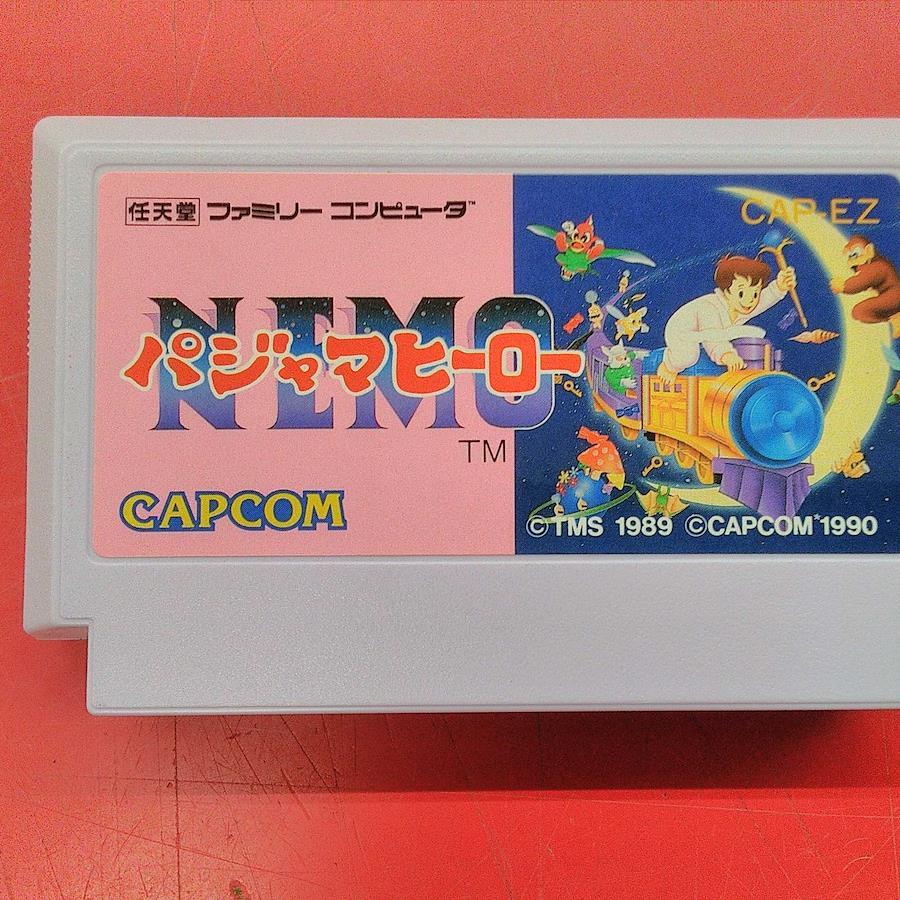 任天堂 ファミリー コンピュータ™
CAP-EZ
NEMO
パジャマヒーロー
TM
CAPCOM
©TMS 1989 ©CAPCOM*1990